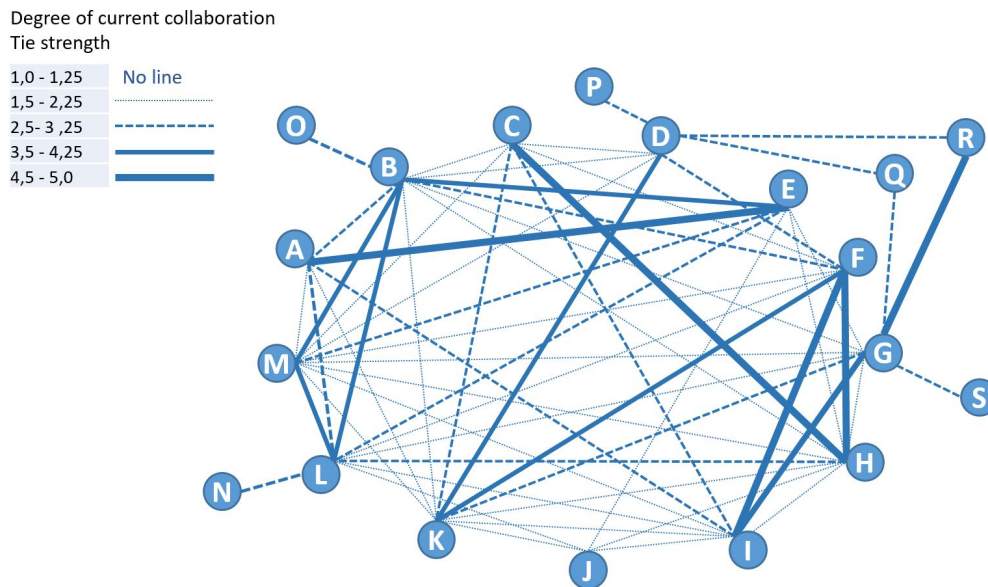 Degree of current collaboration
Tie strength
1,0 - 1,25 No line
1,5 - 2,25
2,5- 3 ,25
3,5 - 4,25
4,5 - 5,0
P
O
C
D
R
B
Q
E
A
F
M
G
S
L
H
N
K
I
J